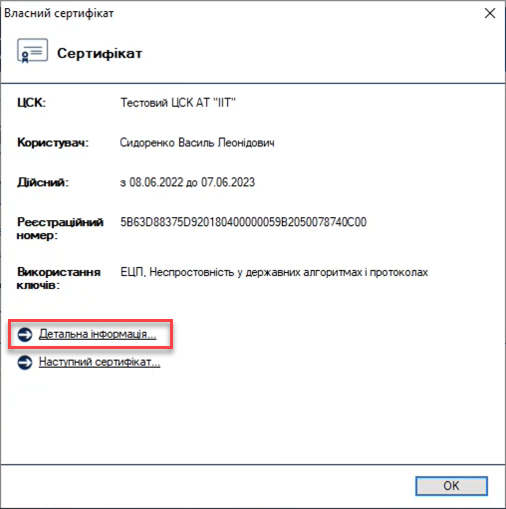 Власний сертифікат
Сертифікат
ЦСК: Тестовий ЦСК АТ "ІІТ"
Користувач: Сидоренко Василь Леонідович
Дійсний: з 08.06.2022 до 07.06.2023
Реєстраційний номер: 5B63D88375D920180400000059B2050078740C00
Використання ключів: ЕЦП, Неспростовність у державних алгоритмах і протоколах
Детальна інформація...
Наступний сертифікат...
OK